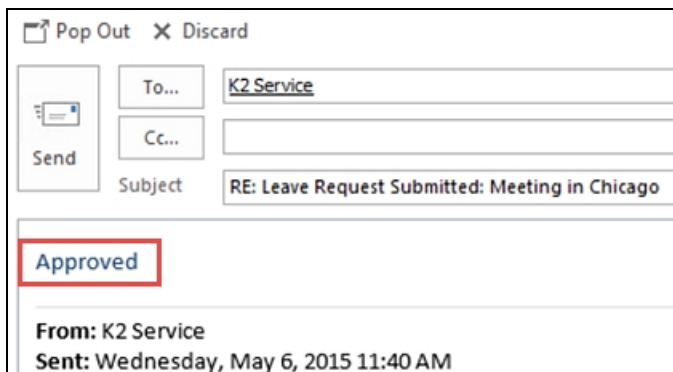 Pop Out Discard
To... K2 Service
Cc...
Send
Subject RE: Leave Request Submitted: Meeting in Chicago
Approved
From: K2 Service
Sent: Wednesday, May 6, 2015 11:40 AM